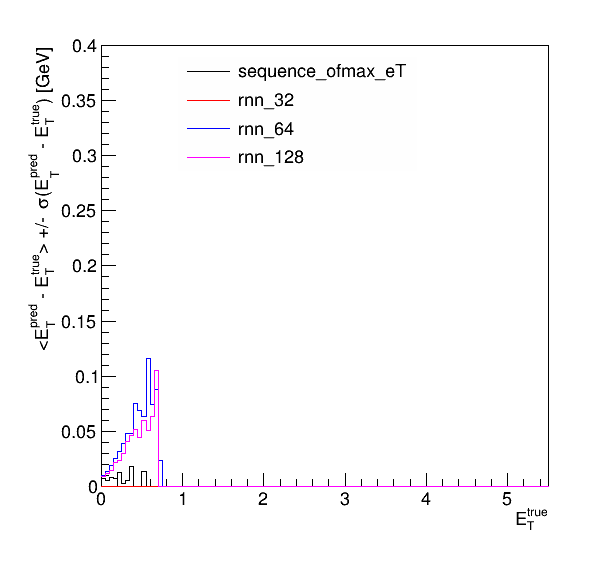 <E_T^pred - E_T^true> +/- σ(E_T^pred - E_T^true) [GeV]
0.4
0.35
0.3
0.25
0.2
0.15
0.1
0.05
0
sequence_ofmax_eT
rnn_32
rnn_64
rnn_128
0 1 2 3 4 5
E_T^true